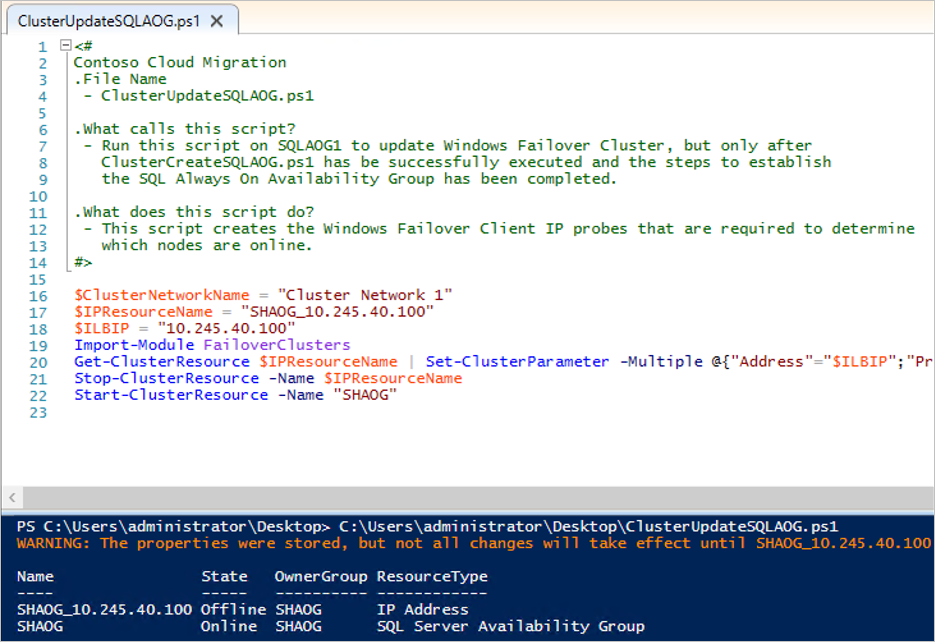 ClusterUpdateSQLAOG.ps1
1 <#
2 Contoso Cloud Migration
3 .File Name
4 - ClusterUpdateSQLAOG.ps1
5
6 .What calls this script?
7 - Run this script on SQLAOG1 to update Windows Failover Cluster, but only after
8 ClusterCreateSQLAOG.ps1 has be successfully executed and the steps to establish
9 the SQL Always On Availability Group has been completed.
10
11 .What does this script do?
12 - This script creates the Windows Failover Client IP probes that are required to determine
13 which nodes are online.
14 #>
15
16 $ClusterNetworkName = "Cluster Network 1"
17 $IPResourceName = "SHAOG_10.245.40.100"
18 $ILBIP = "10.245.40.100"
19 Import-Module FailoverClusters
20 Get-ClusterResource $IPResourceName | Set-ClusterParameter -Multiple @{"Address"="$ILBIP";"Pr
21 Stop-ClusterResource -Name $IPResourceName
22 Start-ClusterResource -Name "SHAOG"
23
PS C:\Users\administrator\Desktop> C:\Users\administrator\Desktop\ClusterUpdateSQLAOG.ps1
WARNING: The properties were stored, but not all changes will take effect until SHAOG_10.245.40.100
Name State OwnerGroup ResourceType
---- ----- ---------- ------------
SHAOG_10.245.40.100 Offline SHAOG IP Address
SHAOG Online SHAOG SQL Server Availability Group